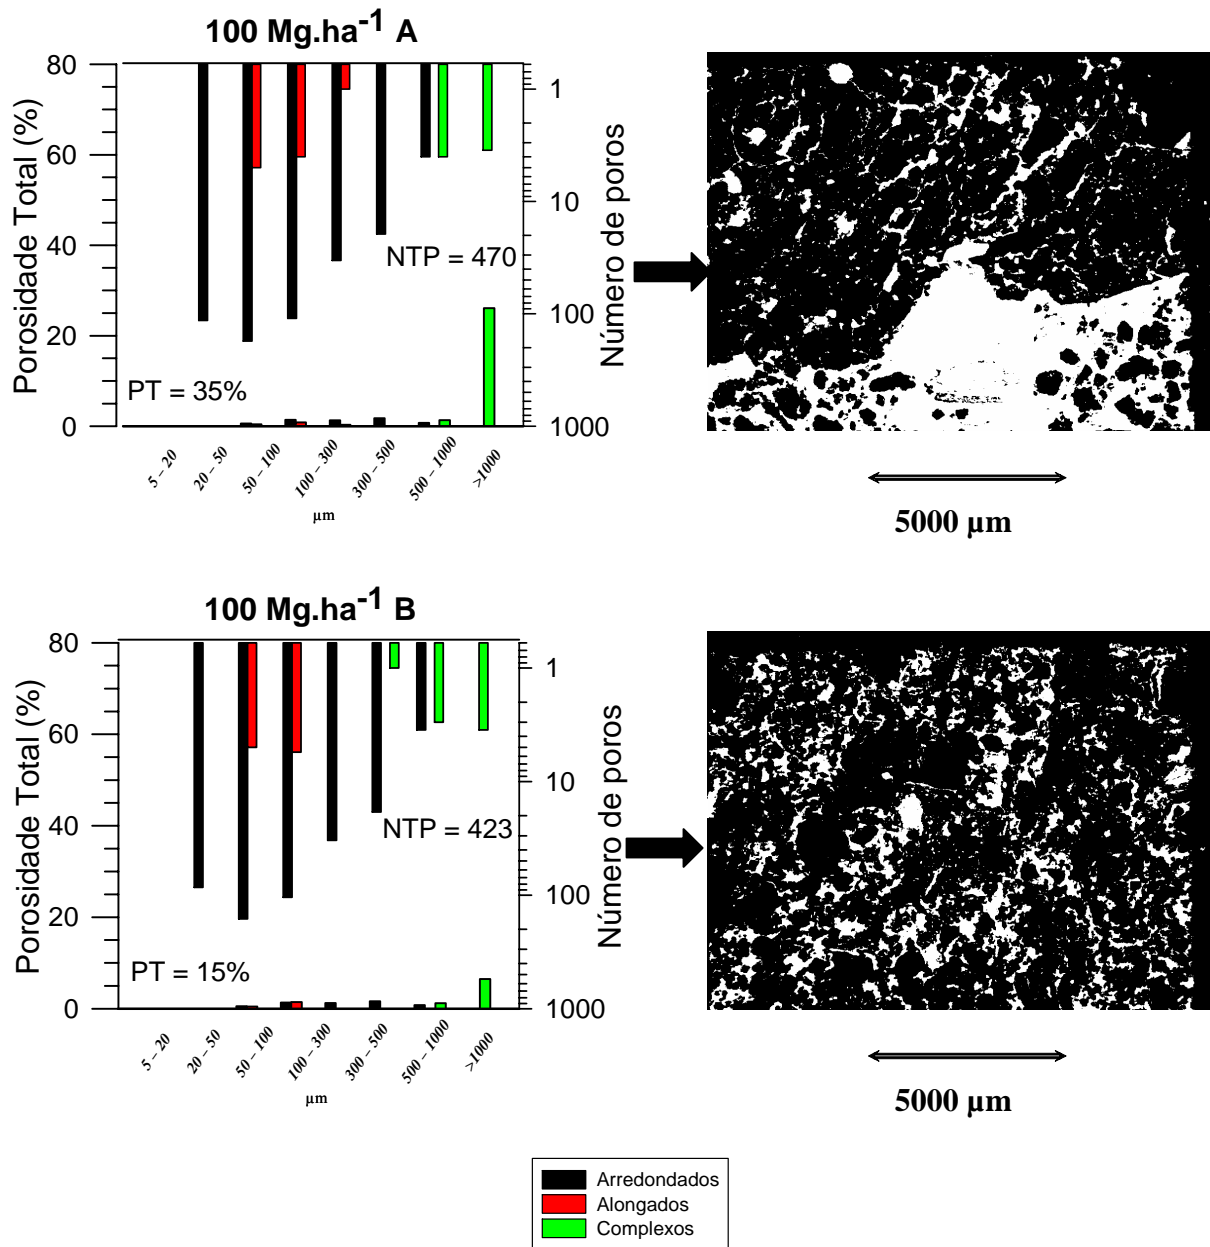 100 Mg.ha-1 A
Porosidade Total (%)
80
60
40
20
0
PT = 35%
NTP = 470
1
10
100
1000
Número de poros
5 – 20
20 – 50
50 – 100
100 – 300
300 – 500
500 – 1000
>1000
µm
5000 µm
100 Mg.ha-1 B
Porosidade Total (%)
80
60
40
20
0
PT = 15%
NTP = 423
1
10
100
1000
Número de poros
5 – 20
20 – 50
50 – 100
100 – 300
300 – 500
500 – 1000
>1000
µm
5000 µm
Arredondados
Alongados
Complexos